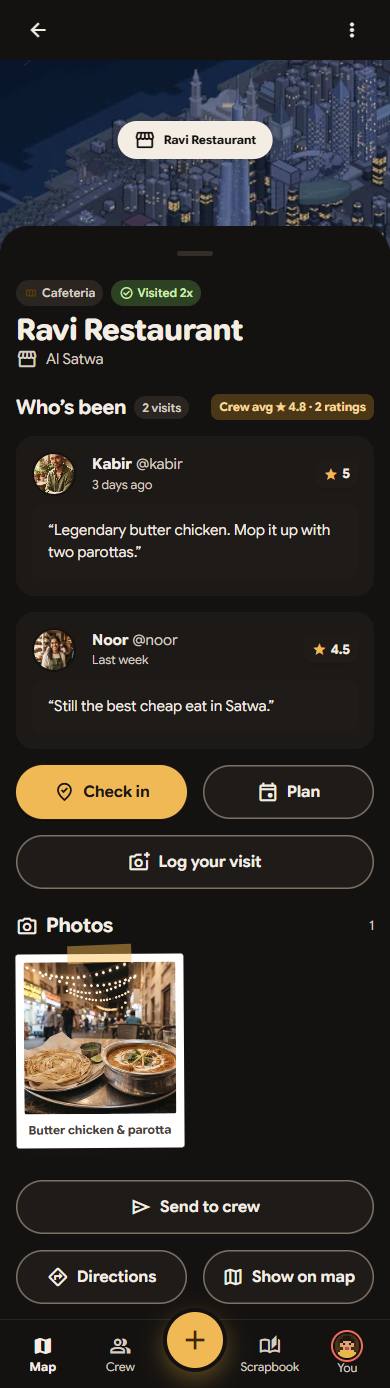 Ravi Restaurant
Cafeteria
Visited 2x
Ravi Restaurant
Al Satwa
Who's been
2 visits
Crew avg ★ 4.8 · 2 ratings
Kabir @kabir
3 days ago
★ 5
“Legendary butter chicken. Mop it up with
two parottas.”
Noor @noor
Last week
★ 4.5
“Still the best cheap eat in Satwa.”
Check in
Plan
Log your visit
Photos
1
Butter chicken & parotta
Send to crew
Directions
Show on map
Map
Crew
Scrapbook
You